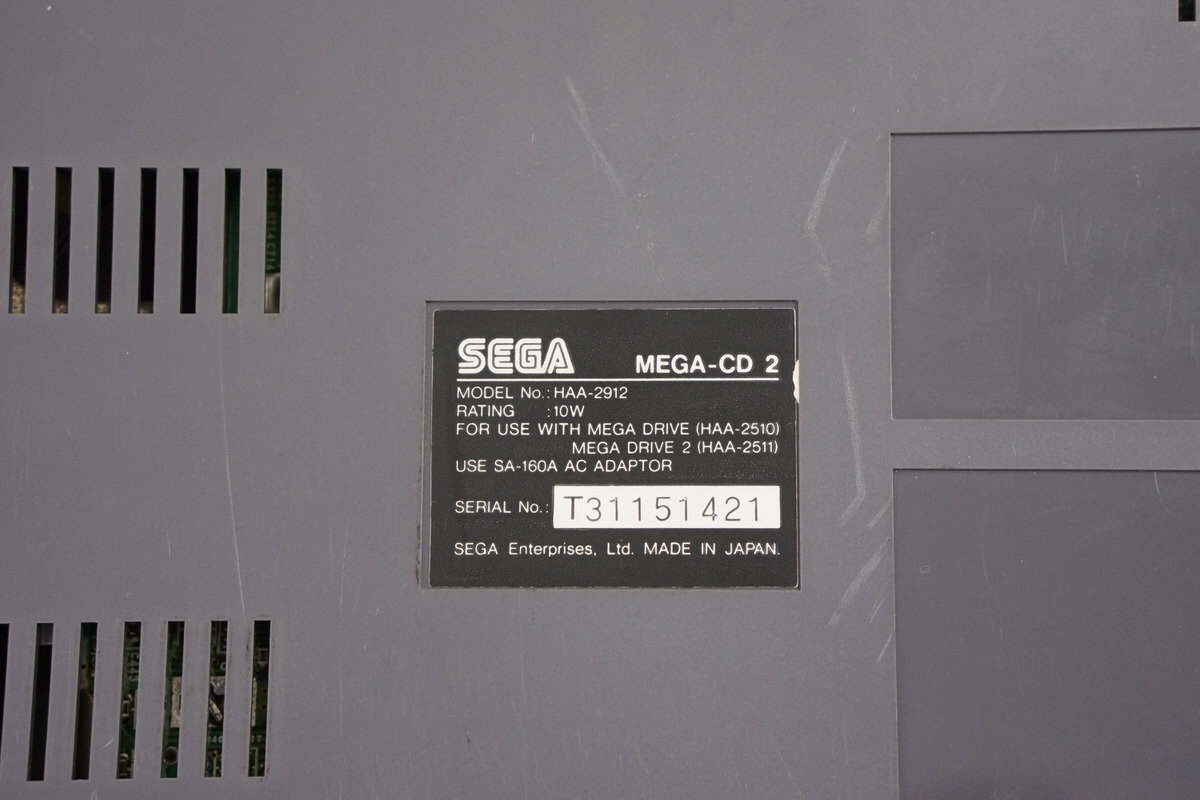 SEGA MEGA-CD 2
MODEL No.: HAA-2912
RATING :10W
FOR USE WITH MEGA DRIVE (HAA-2510)
MEGA DRIVE 2 (HAA-2511)
USE SA-160A AC ADAPTOR
SERIAL No.: T31151421
SEGA Enterprises, Ltd. MADE IN JAPAN.